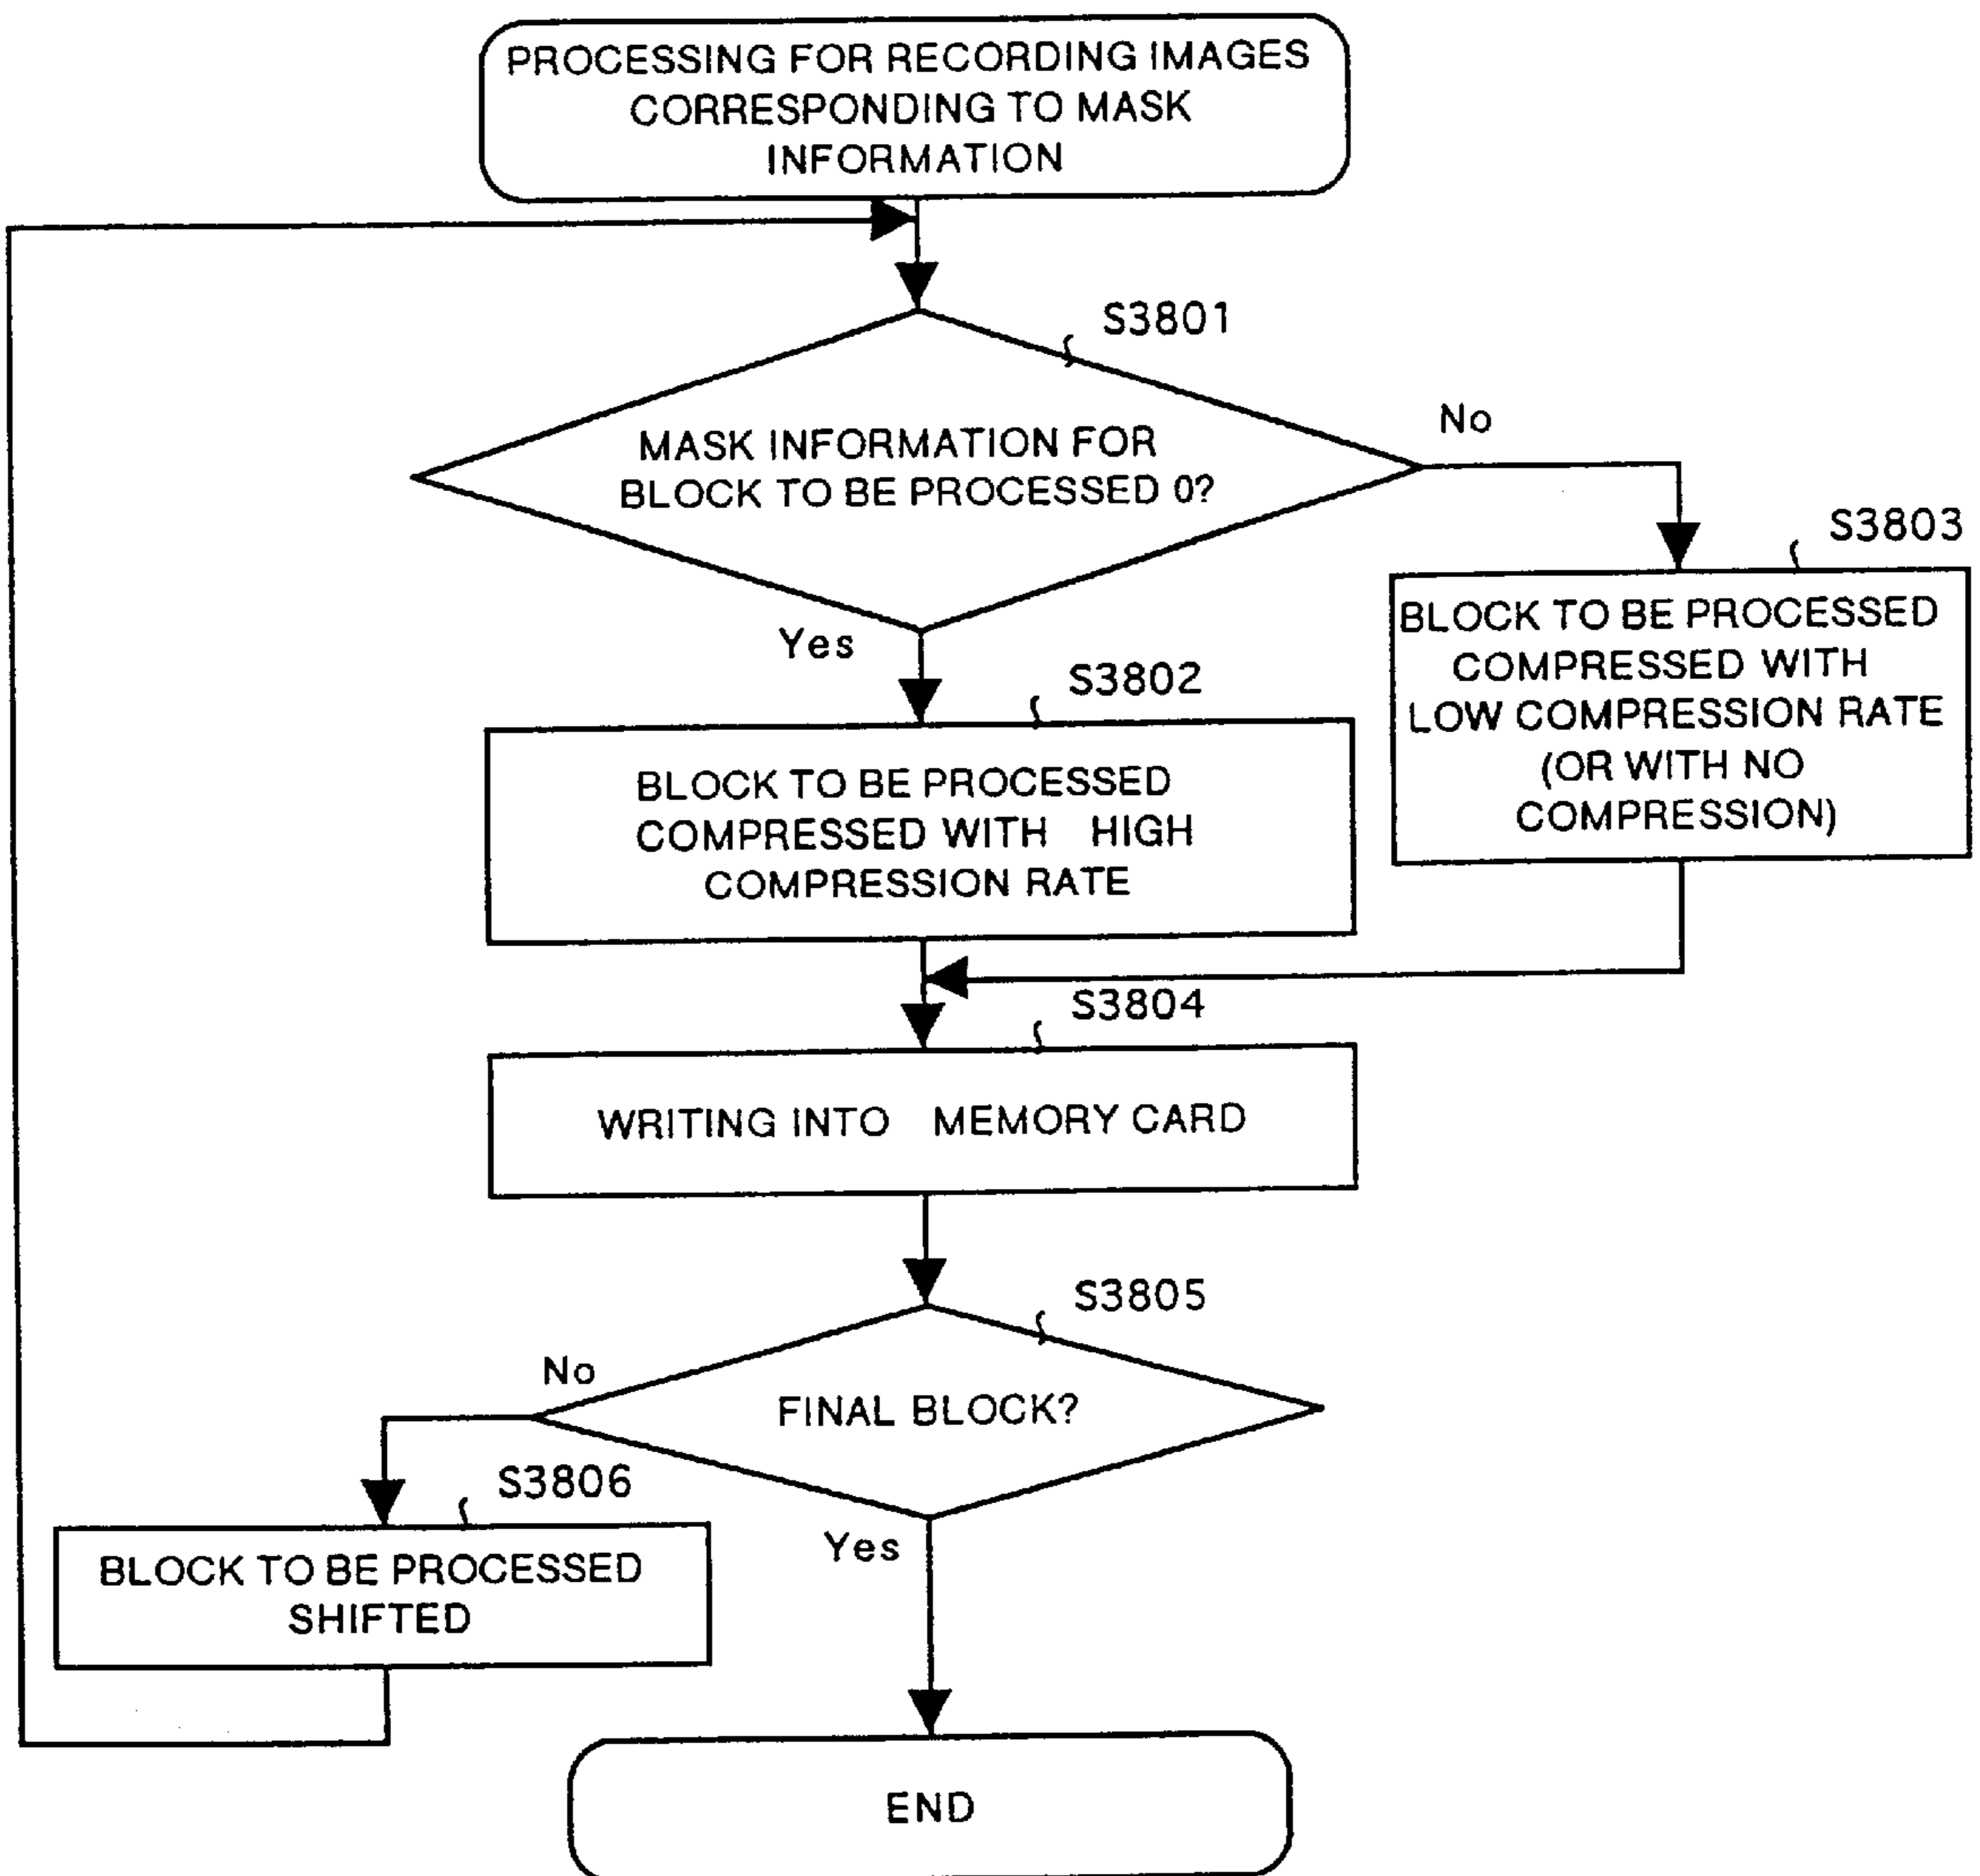 PROCESSING FOR RECORDING IMAGES
CORRESPONDING TO MASK
INFORMATION
S3801
No
MASK INFORMATION FOR
BLOCK TO BE PROCESSED 0?
S3803
BLOCK TO BE PROCESSED
COMPRESSED WITH
LOW COMPRESSION RATE
(OR WITH NO
COMPRESSION)
Yes
S3802
BLOCK TO BE PROCESSED
COMPRESSED WITH HIGH
COMPRESSION RATE
S3804
WRITING INTO MEMORY CARD
S3805
No
FINAL BLOCK?
S3806
Yes
BLOCK TO BE PROCESSED
SHIFTED
END